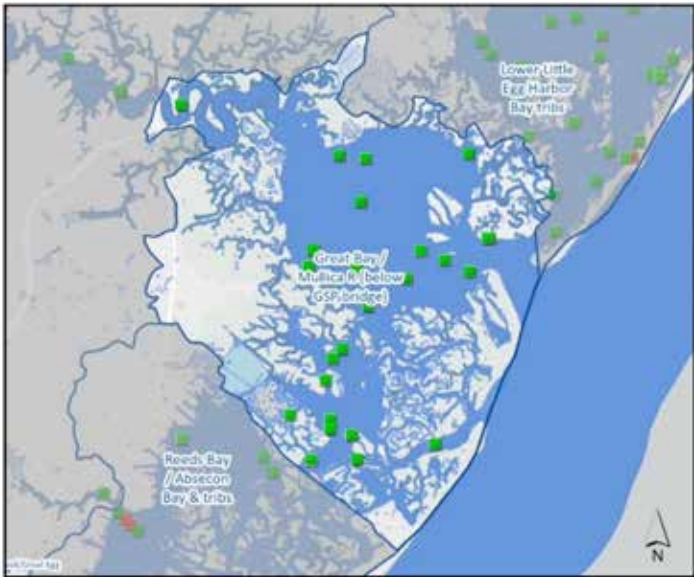 Lower Little
Egg Harbor
Bay tribs
Great Bay /
Mullica R. (below
GSP bridge)
Reeds Bay
/ Absecon
Bay & tribs
N